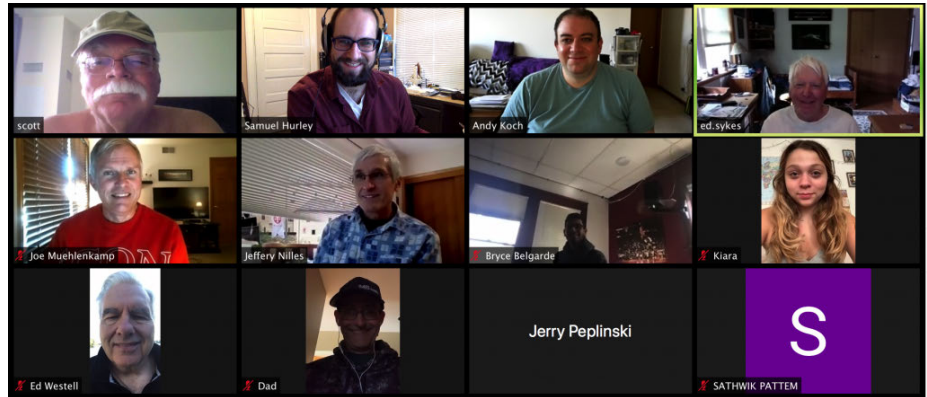 scott
Samuel Hurley
Andy Koch
ed.sykes
Joe Muehlenkamp
Jeffery Nilles
Bryce Belgarde
Kiara
Ed Westell
Dad
Jerry Peplinski
S
SATHWIK PATTEM